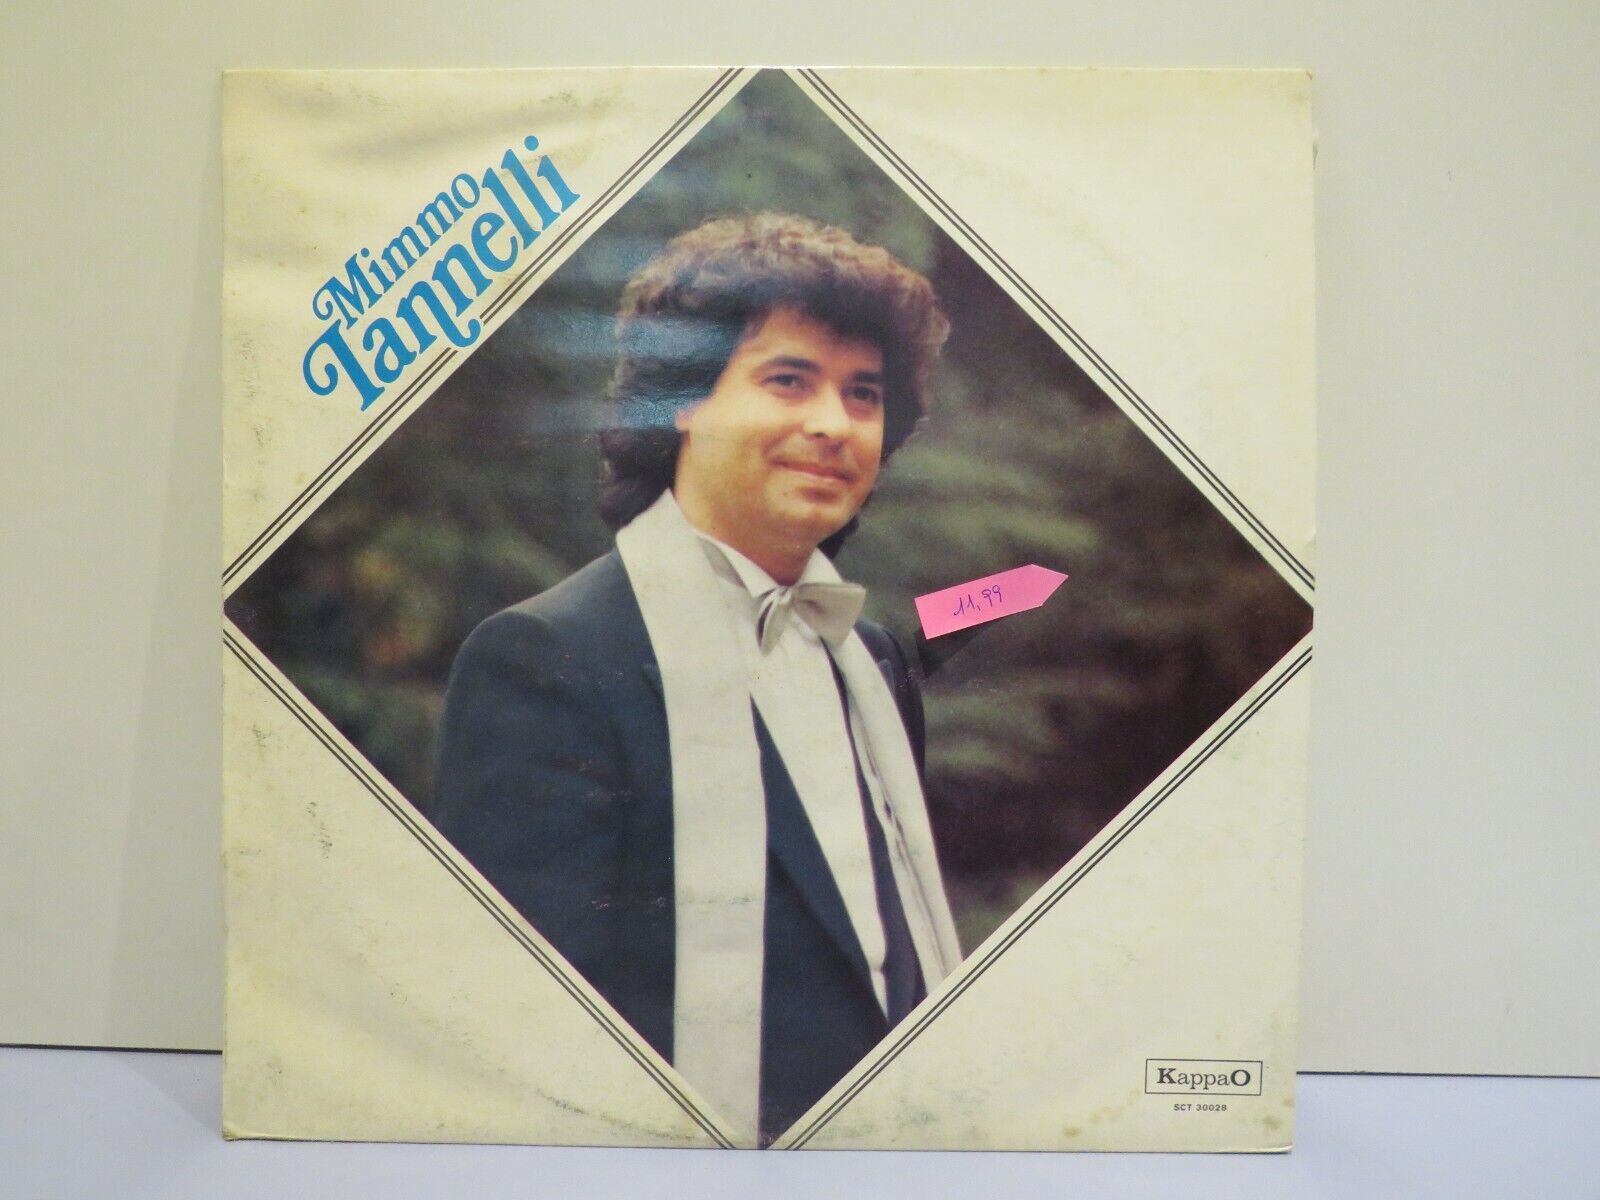 Mimmo
Iannelli
11,99
KappaO
SCT 30028